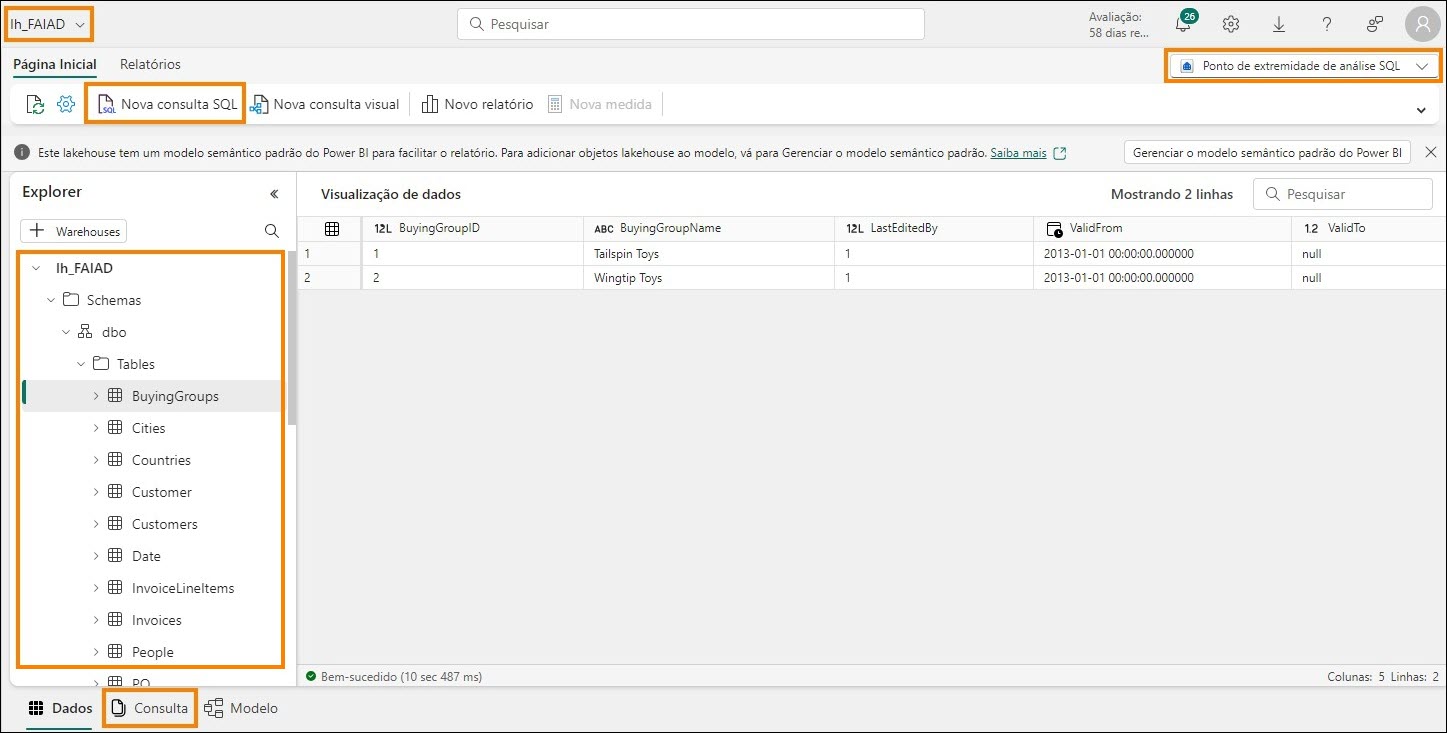 lh_FAIAD
Pesquisar
Avaliação:
58 dias re...
26
Página Inicial Relatórios
Ponto de extremidade de análise SQL
Nova consulta SQL Nova consulta visual Novo relatório Nova medida
Este lakehouse tem um modelo semântico padrão do Power BI para facilitar o relatório. Para adicionar objetos lakehouse ao modelo, vá para Gerenciar o modelo semântico padrão. Saiba mais
Gerenciar o modelo semântico padrão do Power BI
Explorer
Warehouses
lh_FAIAD
Schemas
dbo
Tables
BuyingGroups
Cities
Countries
Customer
Customers
Date
InvoiceLineItems
Invoices
People
PO
Visualização de dados
Mostrando 2 linhas
Pesquisar
12L BuyingGroupID ABC BuyingGroupName 12L LastEditedBy ValidFrom 1.2 ValidTo
1 1 Tailspin Toys 1 2013-01-01 00:00:00.000000 null
2 2 Wingtip Toys 1 2013-01-01 00:00:00.000000 null
Bem-sucedido (10 sec 487 ms)
Colunas: 5 Linhas: 2
Dados Consulta Modelo